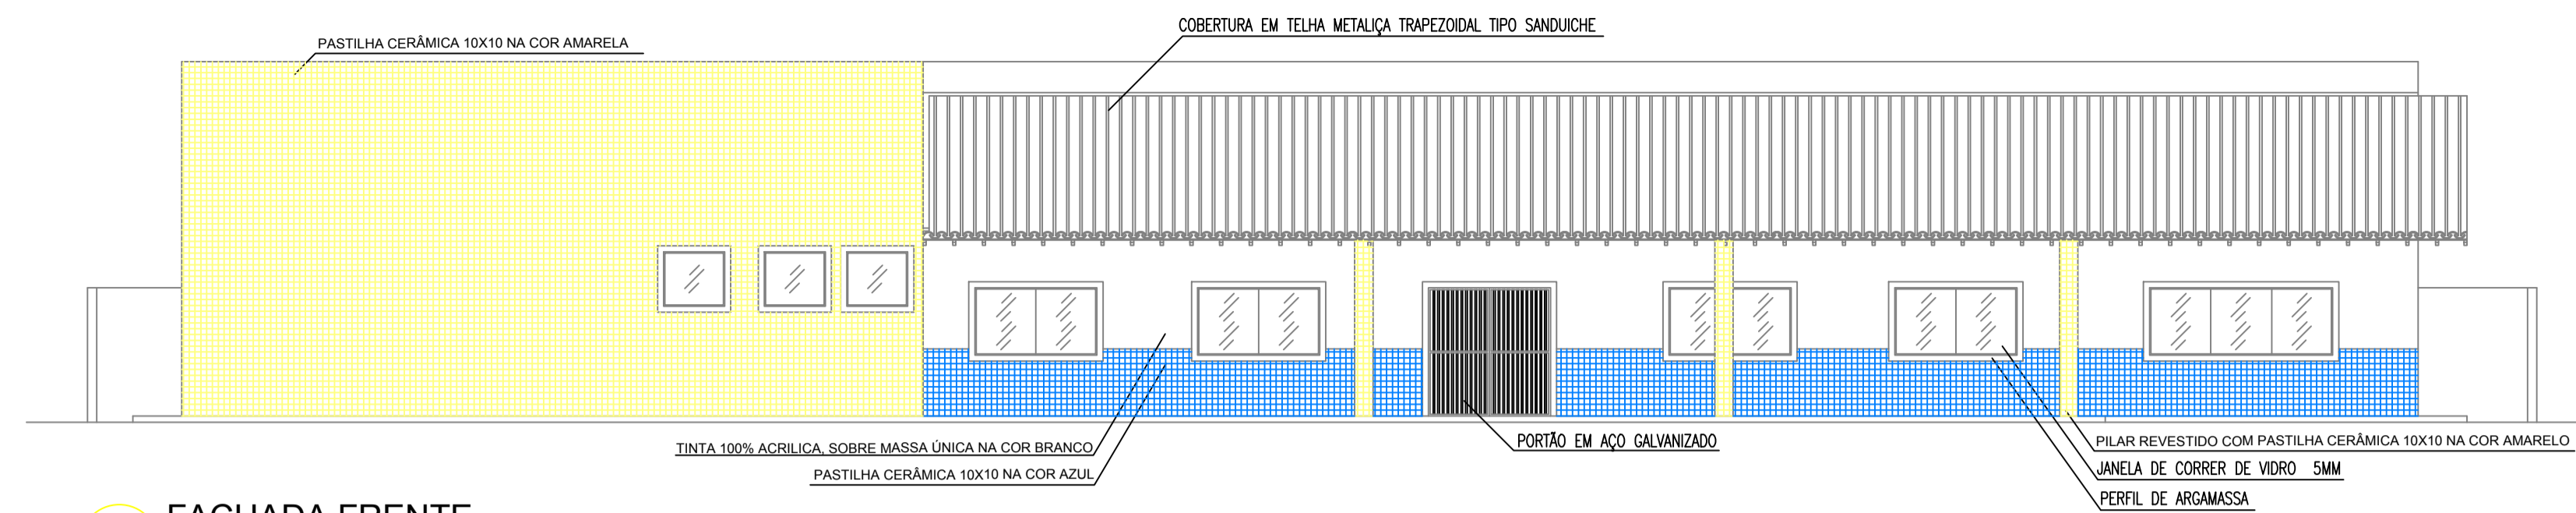 COBERTURA EM TELHA METALIÇA TRAPEZOIDAL TIPO SANDUICHE
PASTILHA CERÂMICA 10X10 NA COR AMARELA
TINTA 100% ACRILICA, SOBRE MASSA ÚNICA NA COR BRANCO
PORTÃO EM AÇO GALVANIZADO
PILAR REVESTIDO COM PASTILHA CERÂMICA 10X10 NA COR AMARELO
PASTILHA CERÂMICA 10X10 NA COR AZUL
JANELA DE CORRER DE VIDRO 5MM
PERFIL DE ARGAMASSA
FACHADA FRENTE